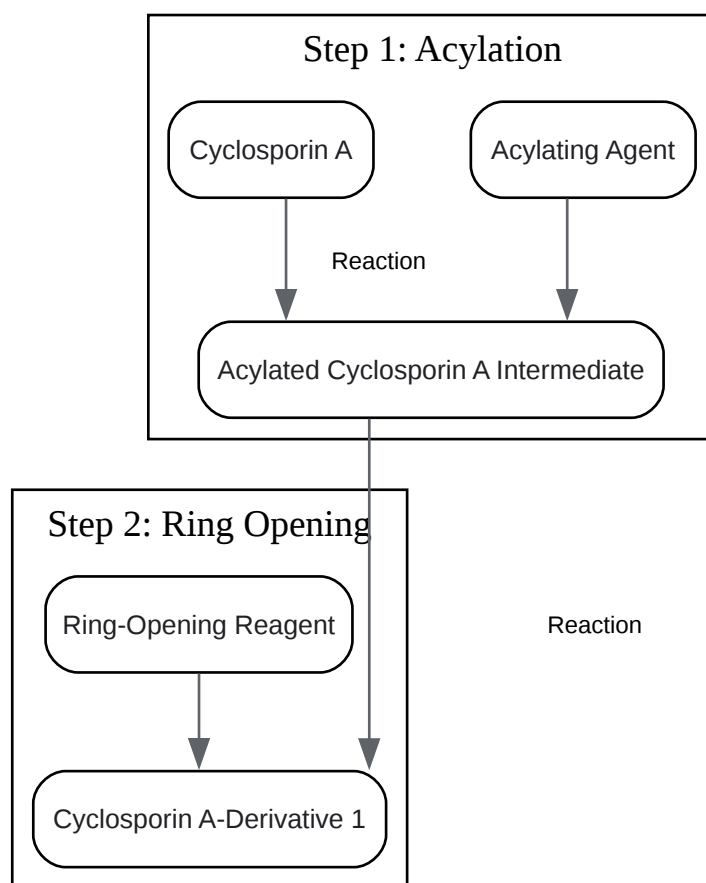 Step 1: Acylation
Cyclosporin A
Acylating Agent
Reaction
Acylated Cyclosporin A Intermediate
Step 2: Ring Opening
Ring-Opening Reagent
Reaction
Cyclosporin A-Derivative 1